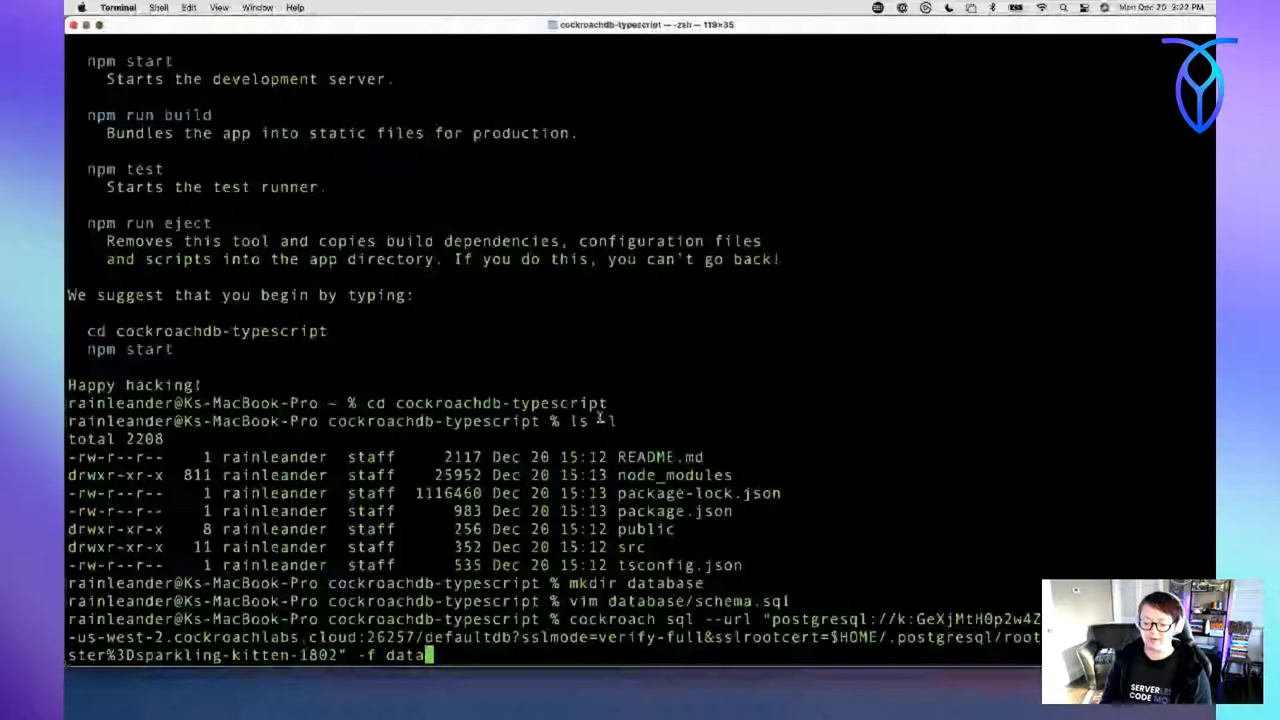 Terminal Shell Edit View Window Help Mon Dec 20 3:22 PM
cockroachdb-typescript — -zsh — 119×35
npm start
Starts the development server.
npm run build
Bundles the app into static files for production.
npm test
Starts the test runner.
npm run eject
Removes this tool and copies build dependencies, configuration files
and scripts into the app directory. If you do this, you can't go back!
We suggest that you begin by typing:
cd cockroachdb-typescript
npm start
Happy hacking!
rainleander@Ks-MacBook-Pro ~ % cd cockroachdb-typescript
rainleander@Ks-MacBook-Pro cockroachdb-typescript % ls -l
total 2208
-rw-r--r-- 1 rainleander staff 2117 Dec 20 15:12 README.md
drwxr-xr-x 811 rainleander staff 25952 Dec 20 15:13 node_modules
-rw-r--r-- 1 rainleander staff 1116460 Dec 20 15:13 package-lock.json
-rw-r--r-- 1 rainleander staff 983 Dec 20 15:13 package.json
drwxr-xr-x 8 rainleander staff 256 Dec 20 15:12 public
drwxr-xr-x 11 rainleander staff 352 Dec 20 15:12 src
-rw-r--r-- 1 rainleander staff 535 Dec 20 15:12 tsconfig.json
rainleander@Ks-MacBook-Pro cockroachdb-typescript % mkdir database
rainleander@Ks-MacBook-Pro cockroachdb-typescript % vim database/schema.sql
rainleander@Ks-MacBook-Pro cockroachdb-typescript % cockroach sql --url "postgresql://k:GeXjMtH0p2w4Z
-us-west-2.cockroachlabs.cloud:26257/defaultdb?sslmode=verify-full&sslrootcert=$HOME/.postgresql/root
ster%3Dsparkling-kitten-1802" -f data
SERVERLES
CODE MO